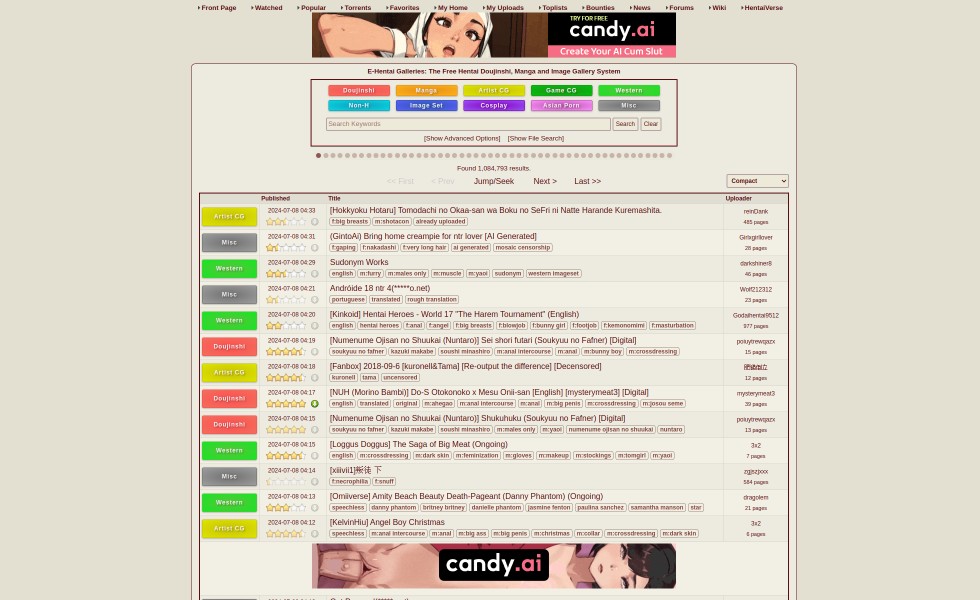 Front Page Watched Popular Torrents Favorites My Home My Uploads Toplists Bounties News Forums Wiki HentaiVerse
TRY FOR FREE
candy.ai
Create Your AI Cum Slut
E-Hentai Galleries: The Free Hentai Doujinshi, Manga and Image Gallery System
Doujinshi Manga Artist CG Game CG Western
Non-H Image Set Cosplay Asian Porn Misc
Search Keywords Search Clear
[Show Advanced Options] [Show File Search]
Found 1,084,793 results.
<< First < Prev Jump/Seek Next > Last >> Compact
Published Title Uploader
Artist CG 2024-07-08 04:33 [Hokkyoku Hotaru] Tomodachi no Okaa-san wa Boku no SeFri ni Natte Harande Kuremashita. reinDank
f:big breasts m:shotacon already uploaded 485 pages
Misc 2024-07-08 04:31 (GintoAi) Bring home creampie for ntr lover [AI Generated] Girlxgirllover
f:gaping f:nakadashi f:very long hair ai generated mosaic censorship 26 pages
Western 2024-07-08 04:29 Sudonym Works darkshiner8
english m:furry m:males only m:muscle m:yaoi sudonym western imageset 46 pages
Misc 2024-07-08 04:21 Andróide 18 ntr 4(*****o.net) Wolf212312
portuguese translated rough translation 23 pages
Western 2024-07-08 04:20 [Kinkoid] Hentai Heroes - World 17 "The Harem Tournament" (English) Godaihentai9512
english hentai heroes f:anal f:angel f:big breasts f:blowjob f:bunny girl f:footjob f:kemonomimi f:masturbation 977 pages
Doujinshi 2024-07-08 04:19 [Numenume Ojisan no Shuukai (Nuntaro)] Sei shori futari (Soukyuu no Fafner) [Digital] poiuytrewqazx
soukyuu no fafner kazuki makabe soushi minashiro m:anal intercourse m:anal m:bunny boy m:crossdressing 15 pages
Artist CG 2024-07-08 04:18 [Fanbox] 2018-09-6 [kuronell&Tama] [Re-output the difference] [Decensored]
kuronell tama uncensored 12 pages
Doujinshi 2024-07-08 04:17 [NUH (Morino Bambi)] Do-S Otokonoko x Mesu Onii-san [English] [mysterymeat3] [Digital] mysterymeat3
english translated original m:ahegao m:anal intercourse m:anal m:big penis m:crossdressing m:josou seme 39 pages
Doujinshi 2024-07-08 04:15 [Numenume Ojisan no Shuukai (Nuntaro)] Shukuhuku (Soukyuu no Fafner) [Digital] poiuytrewqazx
soukyuu no fafner kazuki makabe soushi minashiro m:males only m:yaoi numenume ojisan no shuukai nuntaro 13 pages
Western 2024-07-08 04:15 [Loggus Doggus] The Saga of Big Meat (Ongoing) 3x2
english m:crossdressing m:dark skin m:feminization m:gloves m:makeup m:stockings m:tomgirl m:yaoi 7 pages
Misc 2024-07-08 04:14 [xiiivii1]叛徒 下 zgjszjxxx
f:necrophilia f:snuff 584 pages
Western 2024-07-08 04:13 [Omiiverse] Amity Beach Beauty Death-Pageant (Danny Phantom) (Ongoing) dragolem
speechless danny phantom britney britney danielle phantom jasmine fenton paulina sanchez samantha manson star 21 pages
Artist CG 2024-07-08 04:12 [KelvinHiu] Angel Boy Christmas 3x2
speechless m:anal intercourse m:anal m:big ass m:big penis m:christmas m:collar m:crossdressing m:dark skin 6 pages
candy.ai